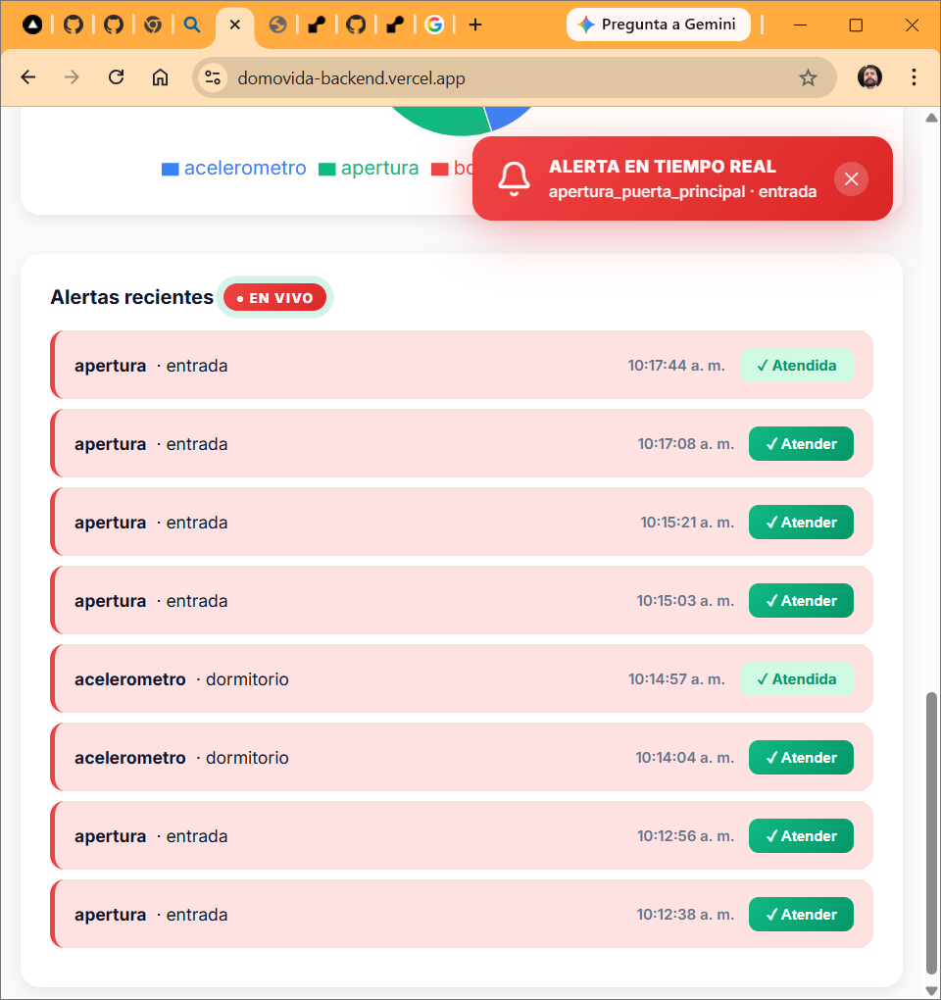 Pregunta a Gemini
domovida-backend.vercel.app
acelerometro apertura
ALERTA EN TIEMPO REAL
apertura_puerta_principal · entrada
Alertas recientes • EN VIVO
apertura · entrada 10:17:44 a. m. ✓ Atendida
apertura · entrada 10:17:08 a. m. ✓ Atender
apertura · entrada 10:15:21 a. m. ✓ Atender
apertura · entrada 10:15:03 a. m. ✓ Atender
acelerometro · dormitorio 10:14:57 a. m. ✓ Atendida
acelerometro · dormitorio 10:14:04 a. m. ✓ Atender
apertura · entrada 10:12:56 a. m. ✓ Atender
apertura · entrada 10:12:38 a. m. ✓ Atender